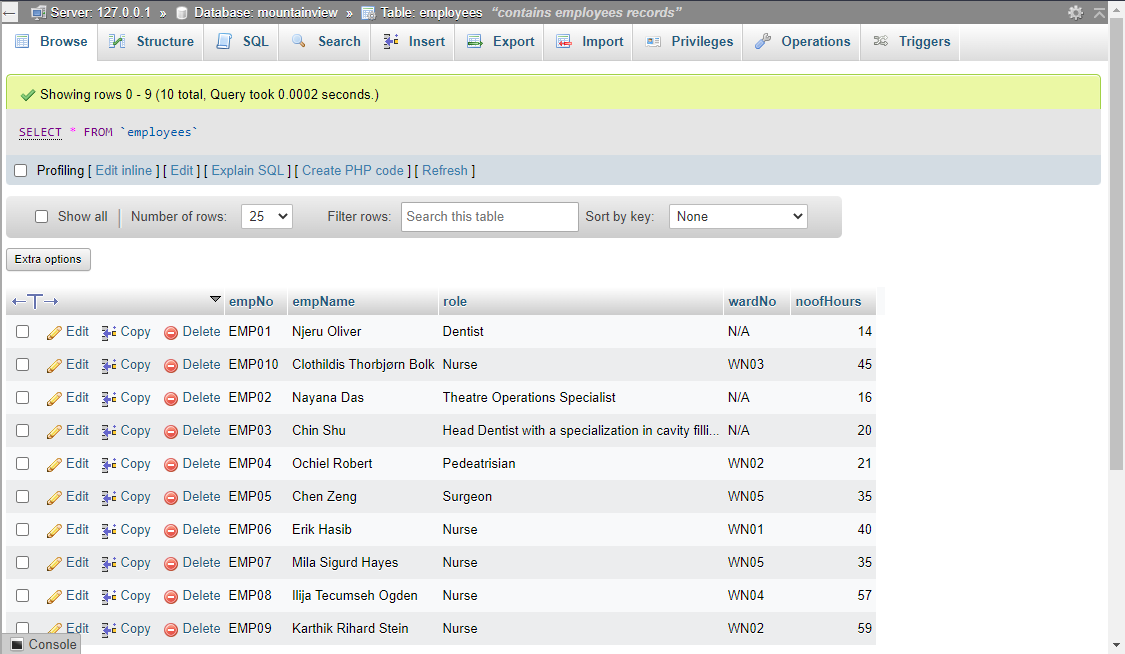 Server: 127.0.0.1 » Database: mountainview » Table: employees "contains employees records"
Browse Structure SQL Search Insert Export Import Privileges Operations Triggers
Showing rows 0 - 9 (10 total, Query took 0.0002 seconds.)
SELECT * FROM `employees`
Profiling [ Edit inline ] [ Edit ] [ Explain SQL ] [ Create PHP code ] [ Refresh ]
Show all Number of rows: 25 Filter rows: Search this table Sort by key: None
Extra options
←T→ empNo empName role wardNo noofHours
Edit Copy Delete EMP01 Njeru Oliver Dentist N/A 14
Edit Copy Delete EMP010 Clothildis Thorbjørn Bolk Nurse WN03 45
Edit Copy Delete EMP02 Nayana Das Theatre Operations Specialist N/A 16
Edit Copy Delete EMP03 Chin Shu Head Dentist with a specialization in cavity filli... N/A 20
Edit Copy Delete EMP04 Ochiel Robert Pedeatrisian WN02 21
Edit Copy Delete EMP05 Chen Zeng Surgeon WN05 35
Edit Copy Delete EMP06 Erik Hasib Nurse WN01 40
Edit Copy Delete EMP07 Mila Sigurd Hayes Nurse WN05 35
Edit Copy Delete EMP08 Ilija Tecumseh Ogden Nurse WN04 57
Edit Copy Delete EMP09 Karthik Rihard Stein Nurse WN02 59
Console